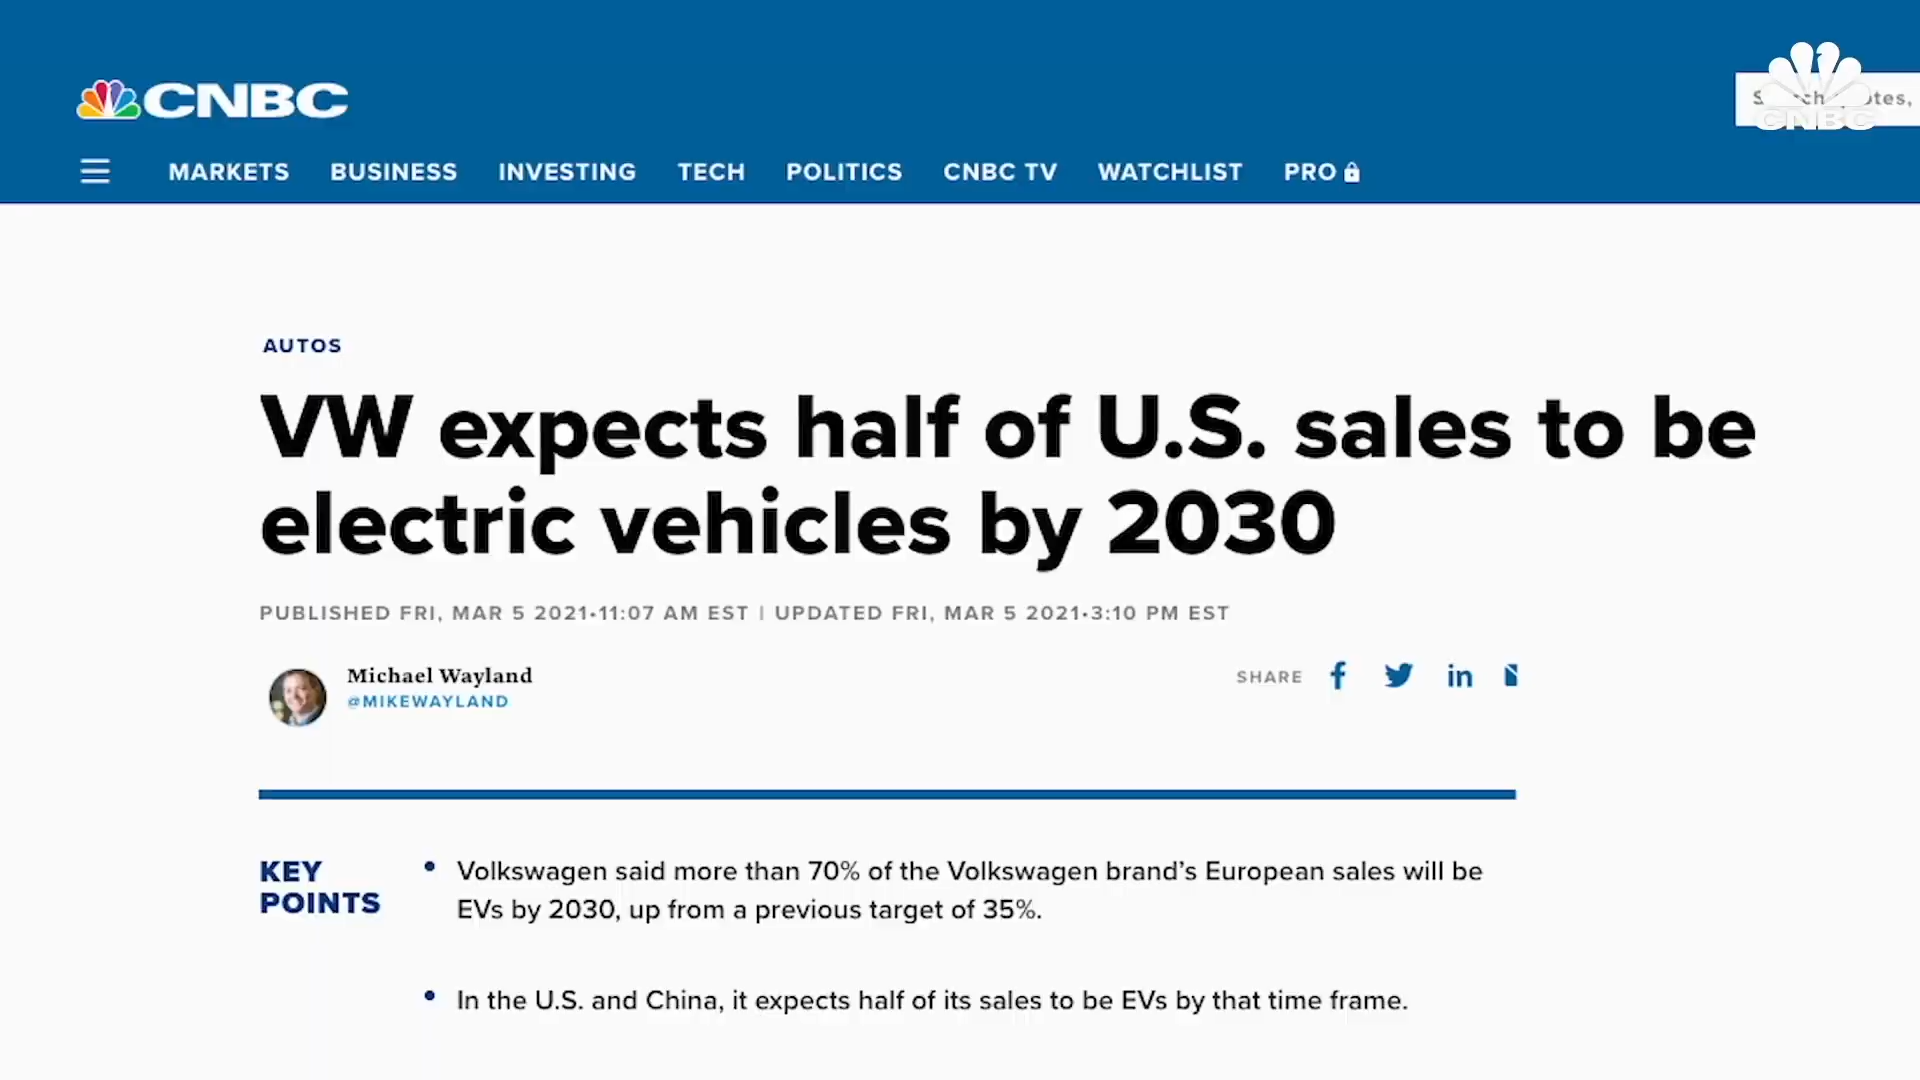 CNBC
CNBC
MARKETS BUSINESS INVESTING TECH POLITICS CNBC TV WATCHLIST PRO
AUTOS
VW expects half of U.S. sales to be
electric vehicles by 2030
PUBLISHED FRI, MAR 5 2021•11:07 AM EST | UPDATED FRI, MAR 5 2021•3:10 PM EST
Michael Wayland
@MIKEWAYLAND
SHARE f in
KEY
POINTS
• Volkswagen said more than 70% of the Volkswagen brand’s European sales will be
EVs by 2030, up from a previous target of 35%.
• In the U.S. and China, it expects half of its sales to be EVs by that time frame.